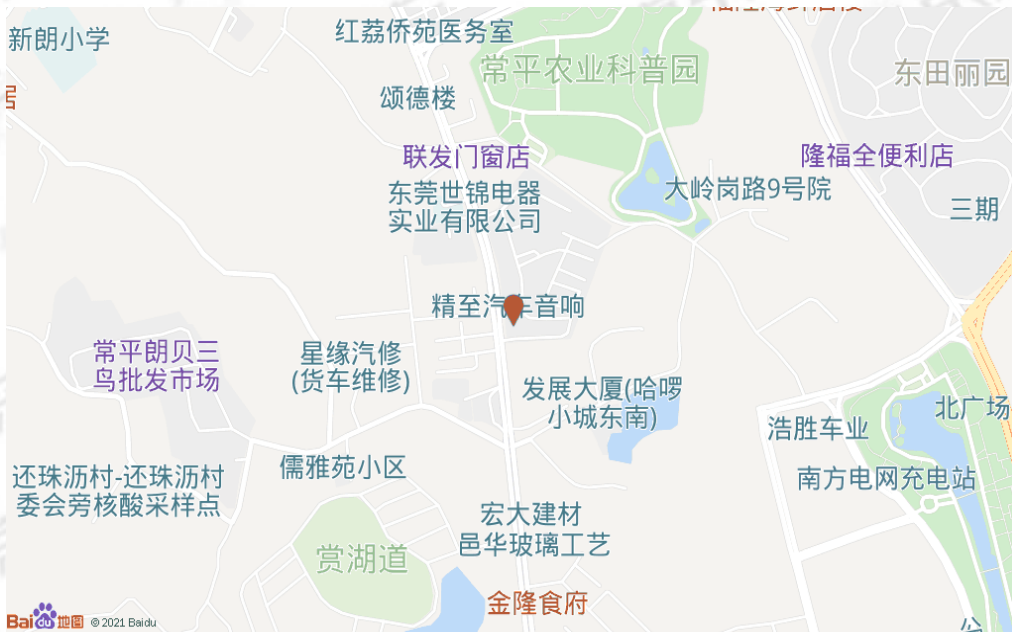 新朗小学
红荔侨苑医务室
常平农业科普园
东田丽园
居
颂德楼
联发门窗店
隆福全便利店
东莞世锦电器
实业有限公司
大岭岗路9号院
三期
精至汽车音响
常平朗贝三
鸟批发市场
星缘汽修
(货车维修)
发展大厦(哈啰
小城东南)
北广场
浩胜车业
还珠沥村-还珠沥村
委会旁核酸采样点
儒雅苑小区
南方电网充电站
宏大建材
邑华玻璃工艺
赏湖道
金隆食府
Bai du 地图 © 2021 Baidu